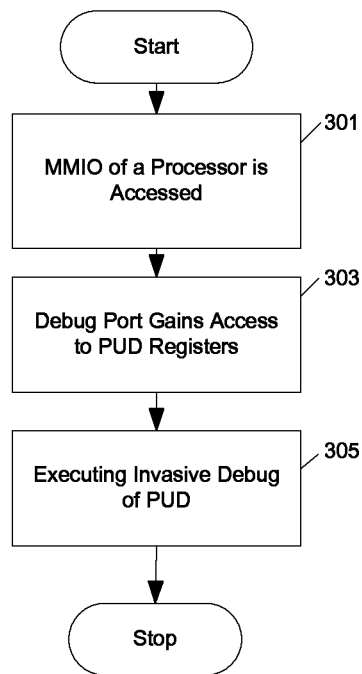 Start
301
MMIO of a Processor is
Accessed
303
Debug Port Gains Access
to PUD Registers
305
Executing Invasive Debug
of PUD
Stop